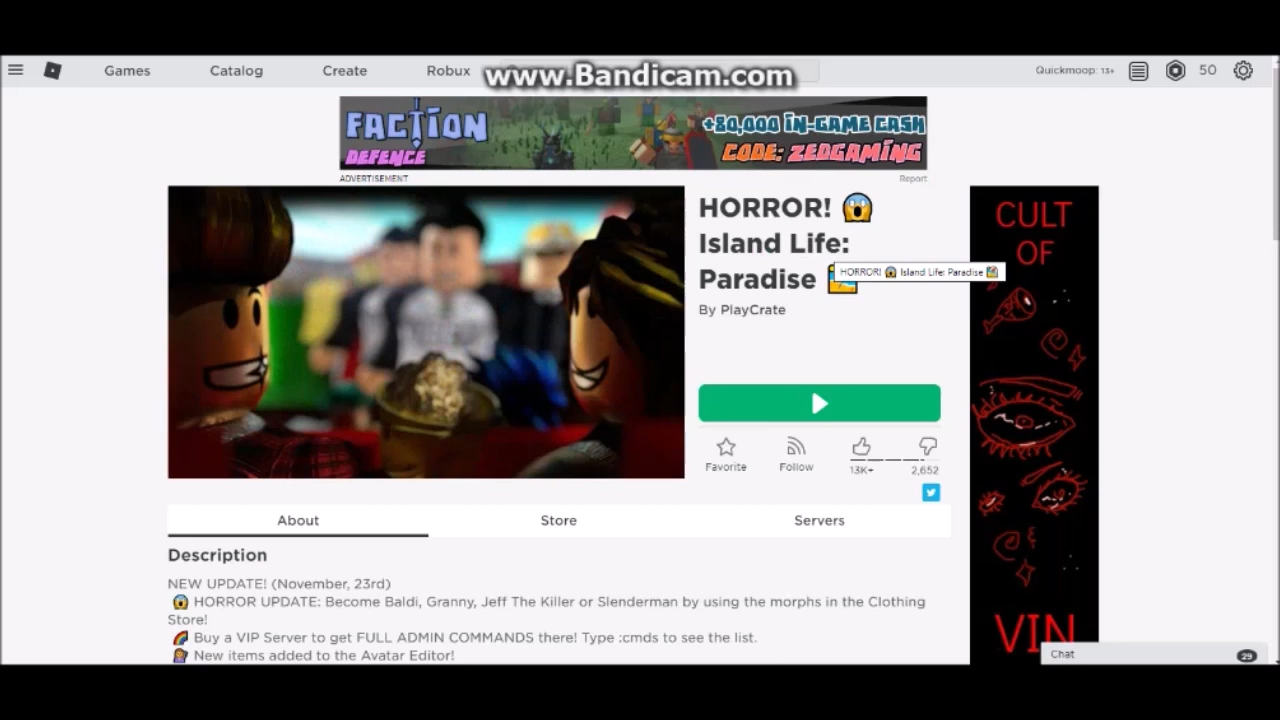 www.Bandicam.com
Games Catalog Create Robux Quickmoop: 13+ 50
FACTION
DEFENCE
+80,000 IN-GAME CASH
CODE: ZEDGAMING
ADVERTISEMENT
Report
HORROR! 😱
Island Life:
Paradise
HORROR! 😱 Island Life: Paradise
By PlayCrate
Favorite
Follow
13K+
2,652
About
Store
Servers
Description
NEW UPDATE! (November, 23rd)
😱 HORROR UPDATE: Become Baldi, Granny, Jeff The Killer or Slenderman by using the morphs in the Clothing
Store!
🌈 Buy a VIP Server to get FULL ADMIN COMMANDS there! Type :cmds to see the list.
New items added to the Avatar Editor!
CULT
OF
VIN
Chat
29